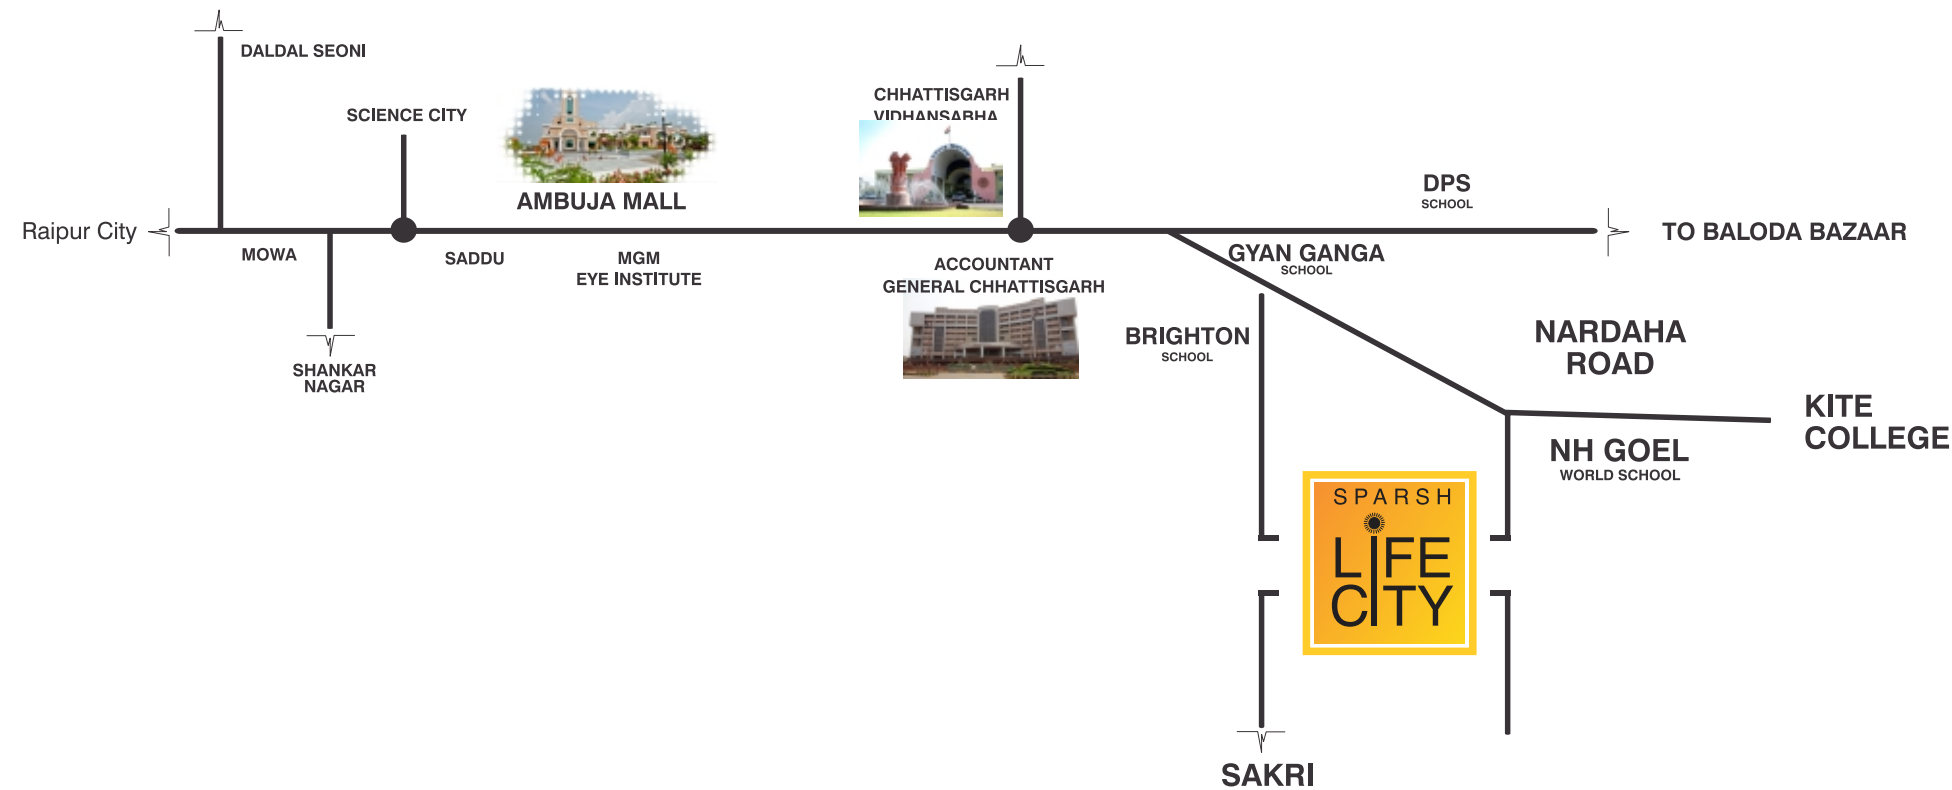 DALDAL SEONI
SCIENCE CITY
AMBUJA MALL
CHHATTISGARH
VIDHANSABHA
DPS
SCHOOL
Raipur City
TO BALODA BAZAAR
MOWA
SADDU
MGM
EYE INSTITUTE
ACCOUNTANT
GENERAL CHHATTISGARH
GYAN GANGA
SCHOOL
BRIGHTON
SCHOOL
NARDAHA
ROAD
SHANKAR
NAGAR
KITE
COLLEGE
NH GOEL
WORLD SCHOOL
SPARSH
LIFE
CITY
SAKRI